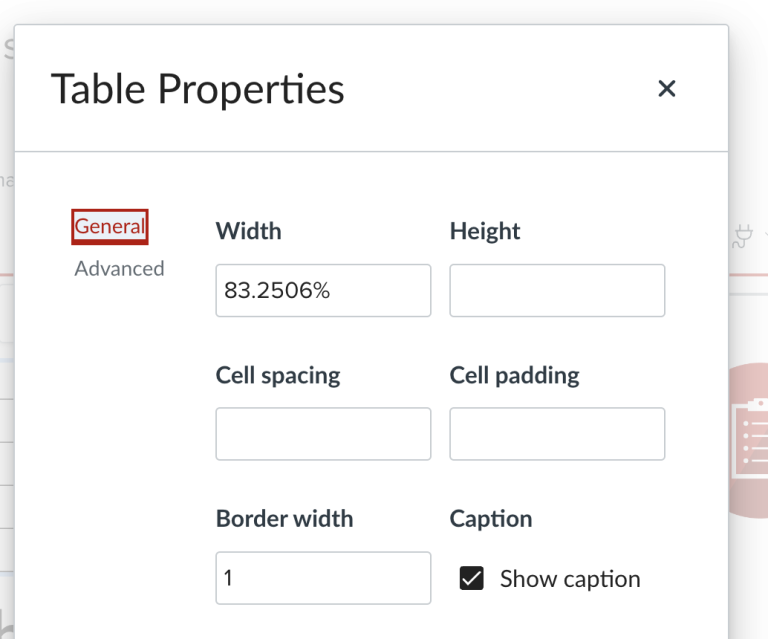 Table Properties
General
Advanced
Width
Height
83.2506%
Cell spacing
Cell padding
Border width
Caption
1
Show caption